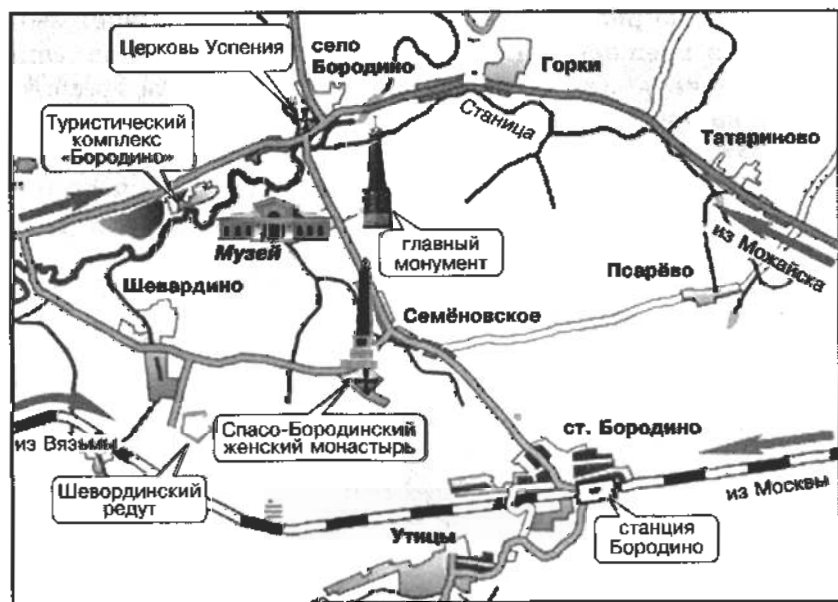 Церковь Успения
село
Бородино
Горки
Туристический
комплекс
«Бородино»
Станица
Татариново
главный
монумент
Музей
из Можайска
Псарёво
Шевардино
Семёновское
Спасо-Бородинский
женский монастырь
ст. Бородино
из Вязьмы
Шевординский
редут
из Москвы
станция
Бородино
Утицы